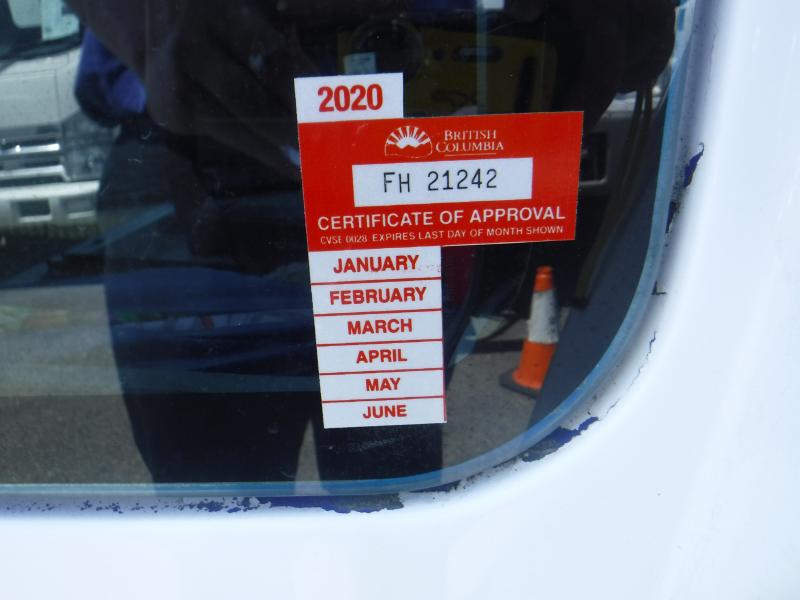 2020
BRITISH
COLUMBIA
FH 21242
CERTIFICATE OF APPROVAL
CVSE 0028 EXPIRES LAST DAY OF MONTH SHOWN
JANUARY
FEBRUARY
MARCH
APRIL
MAY
JUNE